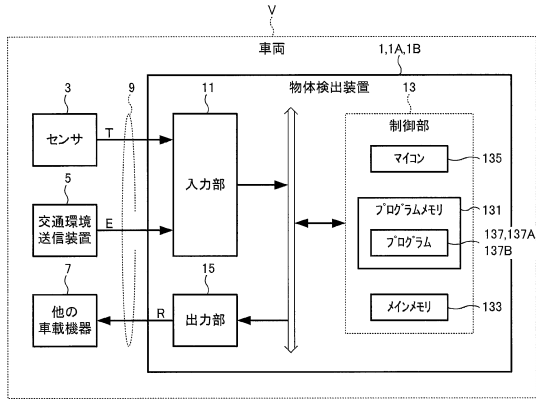 V
車両
1,1A,1B
物体検出装置
3
9
11
13
センサ
T
入力部
制御部
マイコン
135
5
交通環境
送信装置
E
プログラムメモリ
131
プログラム
137,137A
137B
7
他の
車載機器
R
15
出力部
メインメモリ
133